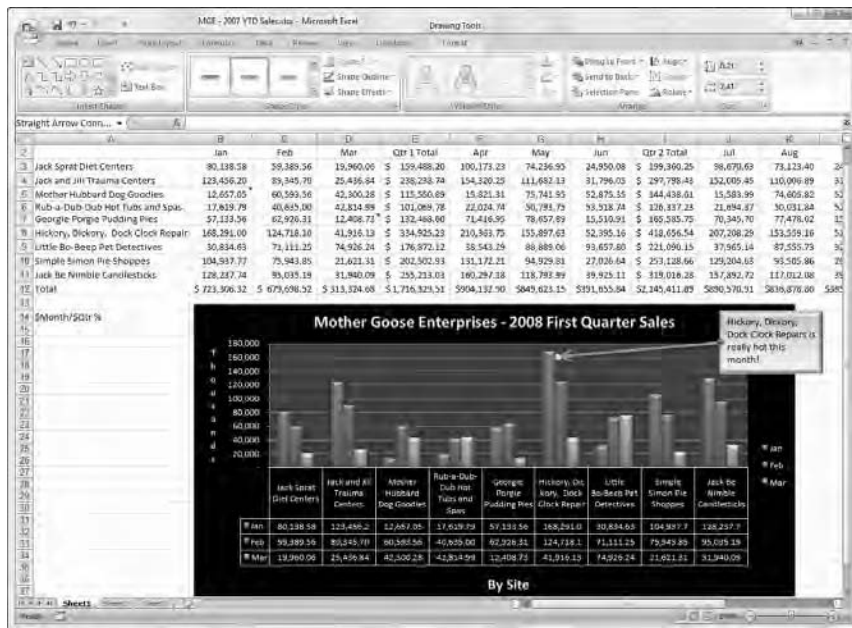 MGE - 2007 YTD Sales.xlsx - Microsoft Excel
Drawing Tools
Format
Text Box
Shape Outline
Shape Effects
Bring to Front
Send to Back
Selection Pane
Align
Rotate
Straight Arrow Conn...
Jan Feb Mar Qtr 1 Total Apr May Jun Qtr 2 Total Jul Aug
3 Jack Sprat Diet Centers 80,138.58 59,389.56 19,960.06 $ 159,488.20 100,173.23 74,236.95 24,950.08 $ 199,360.25 98,670.63 73,123.40
4 Jack and Jill Trauma Centers 123,456.20 89,345.70 25,436.84 $ 238,238.74 154,320.25 111,682.13 31,796.05 $ 297,798.43 152,005.45 110,006.89
5 Mother Hubbard Dog Goodies 12,657.05 60,593.56 42,300.28 $ 115,550.89 15,821.31 75,741.95 52,875.35 $ 144,438.61 15,583.99 74,605.82
6 Rub-a-Dub-Dub Hot Tubs and Spas 17,619.79 40,635.00 42,814.99 $ 101,069.78 22,024.74 50,793.75 53,518.74 $ 126,337.23 21,694.37 50,031.84
7 Georgie Porgie Pudding Pies 57,133.56 62,926.31 12,408.73 $ 132,468.60 71,416.95 78,657.89 15,510.91 $ 165,585.75 70,345.70 77,478.02
8 Hickory, Dickory, Dock Clock Repair 168,291.00 124,718.10 41,916.13 $ 334,925.23 210,363.75 155,897.63 52,395.16 $ 418,656.54 207,208.29 153,559.16
9 Little Bo-Beep Pet Detectives 30,834.63 71,111.25 74,926.24 $ 176,872.12 38,543.29 88,889.06 93,657.80 $ 221,090.15 37,965.14 87,555.73
10 Simple Simon Pie Shoppes 104,937.77 75,943.85 21,621.31 $ 202,502.93 131,172.21 94,929.81 27,026.64 $ 253,128.66 129,204.63 93,505.86
11 Jack Be Nimble Candlesticks 128,237.74 95,035.19 31,940.09 $ 255,213.03 160,297.18 118,793.99 39,925.11 $ 319,016.28 157,892.72 117,012.08
12 Total $ 723,306.32 $ 679,698.52 $ 313,324.68 $1,716,329.51 $904,132.90 $849,623.15 $391,655.84 $2,145,411.89 $890,570.91 $836,878.80
14 $Month/$Qtr %
Mother Goose Enterprises - 2008 First Quarter Sales
Hickory, Dickory,
Dock Clock Repairs is
really hot this
month!
180,000
160,000
140,000
120,000
100,000
80,000
60,000
40,000
20,000
Jan
Feb
Mar
Jack Sprat Diet Centers
Jack and Jill Trauma Centers
Mother Hubbard Dog Goodies
Rub-a-Dub-Dub Hot Tubs and Spas
Georgie Porgie Pudding Pies
Hickory, Dickory, Dock Clock Repair
Little Bo-Beep Pet Detectives
Simple Simon Pie Shoppes
Jack Be Nimble Candlesticks
Jan 80,138.58 123,456.2 12,657.05 17,619.79 57,133.56 168,291.0 30,834.63 104,937.7 128,237.7
Feb 59,389.56 89,345.70 60,593.56 40,635.00 62,926.31 124,718.1 71,111.25 75,943.85 95,035.19
Mar 19,960.06 25,436.84 42,300.28 42,814.99 12,408.73 41,916.13 74,926.24 21,621.31 31,940.09
By Site
Sheet1